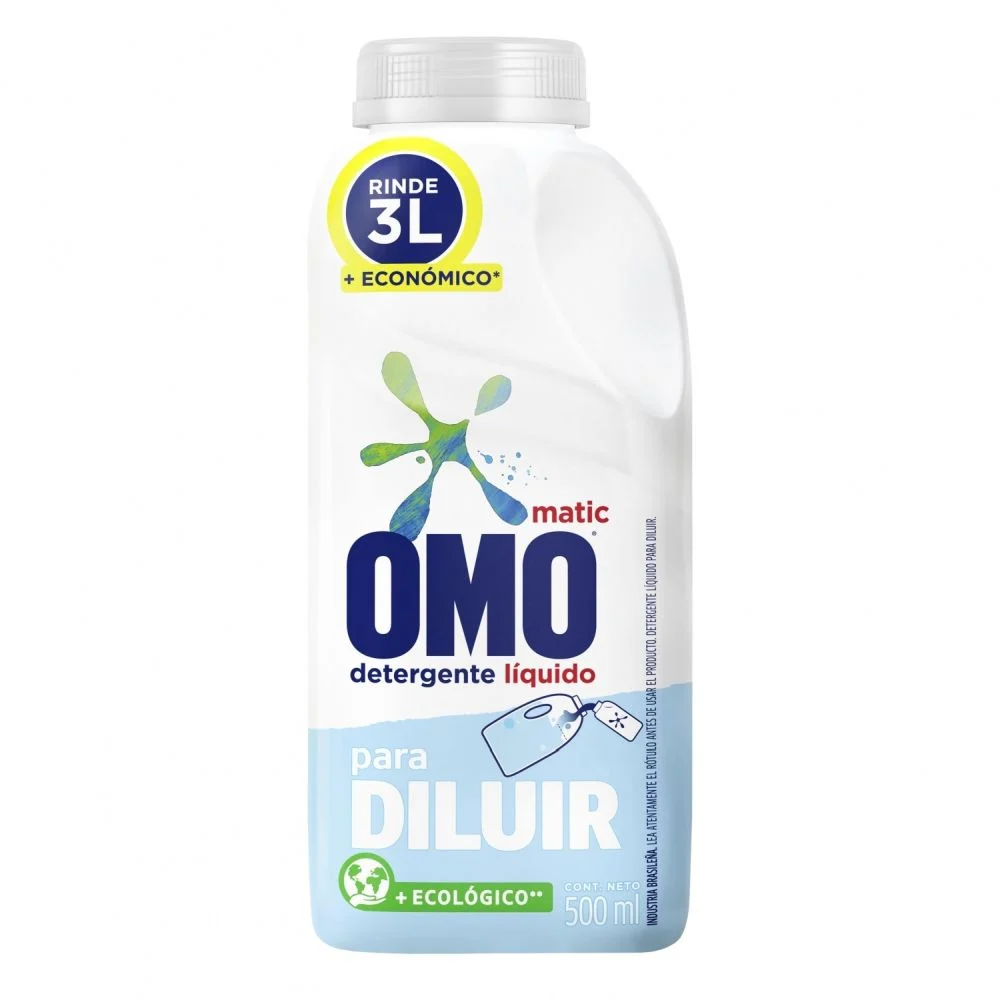 RINDE
3L
+ ECONÓMICO*
matic
OMO
detergente líquido
para
DILUIR
+ ECOLÓGICO**
CONT. NETO
500 ml
INDUSTRIA BRASILEÑA. LEA ATENTAMENTE EL RÓTULO ANTES DE USAR EL PRODUCTO. DETERGENTE LÍQUIDO PARA DILUIR.